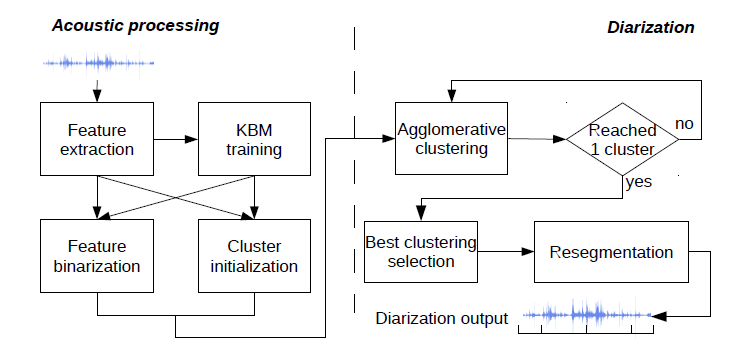 Acoustic processing
Diarization
Feature
extraction
KBM
training
Agglomerative
clustering
Reached
1 cluster
no
yes
Feature
binarization
Cluster
initialization
Best clustering
selection
Resegmentation
Diarization output